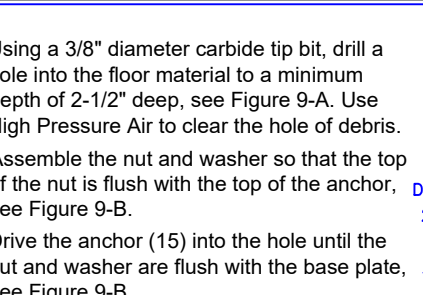 Using a 3/8" diameter carbide tip bit, drill a
hole into the floor material to a minimum
depth of 2-1/2" deep, see Figure 9-A. Use
High Pressure Air to clear the hole of debris.
Assemble the nut and washer so that the top
of the nut is flush with the top of the anchor, D
see Figure 9-B.
Drive the anchor (15) into the hole until the
nut and washer are flush with the base plate,
see Figure 9-B.